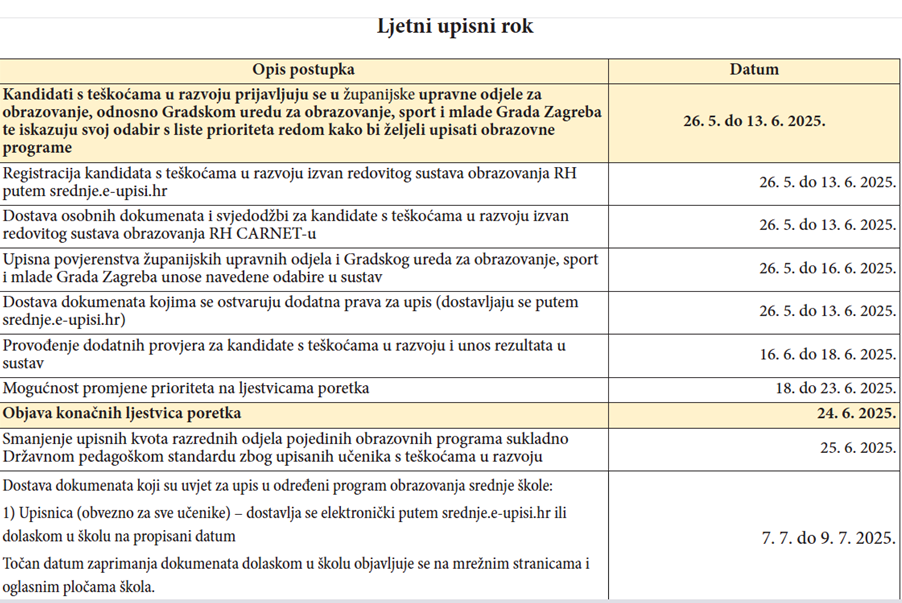 Ljetni upisni rok
Opis postupka
Datum
Kandidati s teškoćama u razvoju prijavljuju se u županijske upravne odjele za
obrazovanje, odnosno Gradskom uredu za obrazovanje, sport i mlade Grada Zagreba
te iskazuju svoj odabir s liste prioriteta redom kako bi željeli upisati obrazovne
programe
26. 5. do 13. 6. 2025.
Registracija kandidata s teškoćama u razvoju izvan redovitog sustava obrazovanja RH
putem srednje.e-upisi.hr
26. 5. do 13. 6. 2025.
Dostava osobnih dokumenata i svjedodžbi za kandidate s teškoćama u razvoju izvan
redovitog sustava obrazovanja RH CARNET-u
26. 5. do 13. 6. 2025.
Upisna povjerenstva županijskih upravnih odjela i Gradskog ureda za obrazovanje, sport
i mlade Grada Zagreba unose navedene odabire u sustav
26. 5. do 16. 6. 2025.
Dostava dokumenata kojima se ostvaruju dodatna prava za upis (dostavljaju se putem
srednje.e-upisi.hr)
26. 5. do 13. 6. 2025.
Provođenje dodatnih provjera za kandidate s teškoćama u razvoju i unos rezultata u
sustav
16. 6. do 18. 6. 2025.
Mogućnost promjene prioriteta na ljestvicama poretka
18. do 23. 6. 2025.
Objava konačnih ljestvica poretka
24. 6. 2025.
Smanjenje upisnih kvota razrednih odjela pojedinih obrazovnih programa sukladno
Državnom pedagoškom standardu zbog upisanih učenika s teškoćama u razvoju
25. 6. 2025.
Dostava dokumenata koji su uvjet za upis u određeni program obrazovanja srednje škole:
1) Upisnica (obvezno za sve učenike) – dostavlja se elektronički putem srednje.e-upisi.hr ili
dolaskom u školu na propisani datum
Točan datum zaprimanja dokumenata dolaskom u školu objavljuje se na mrežnim stranicama i
oglasnim pločama škola.
7. 7. do 9. 7. 2025.